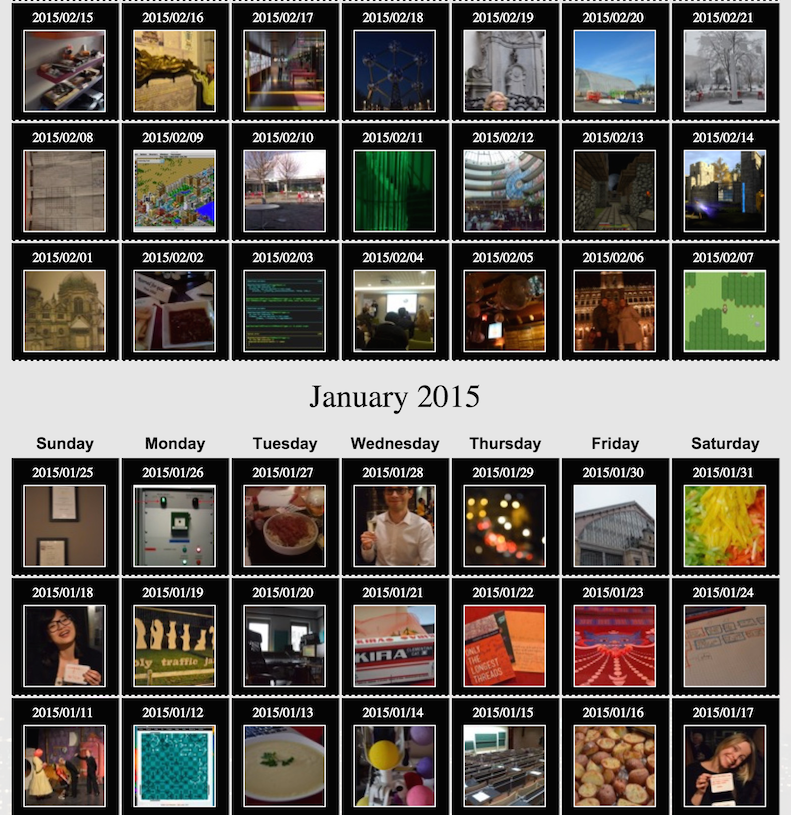 2015/02/15 2015/02/16 2015/02/17 2015/02/18 2015/02/19 2015/02/20 2015/02/21
2015/02/08 2015/02/09 2015/02/10 2015/02/11 2015/02/12 2015/02/13 2015/02/14
2015/02/01 2015/02/02 2015/02/03 2015/02/04 2015/02/05 2015/02/06 2015/02/07
January 2015
Sunday Monday Tuesday Wednesday Thursday Friday Saturday
2015/01/25 2015/01/26 2015/01/27 2015/01/28 2015/01/29 2015/01/30 2015/01/31
2015/01/18 2015/01/19 2015/01/20 2015/01/21 2015/01/22 2015/01/23 2015/01/24
oly traffic ja
KIRA
ONLY
THE
LONGEST
THREADS
2015/01/11 2015/01/12 2015/01/13 2015/01/14 2015/01/15 2015/01/16 2015/01/17